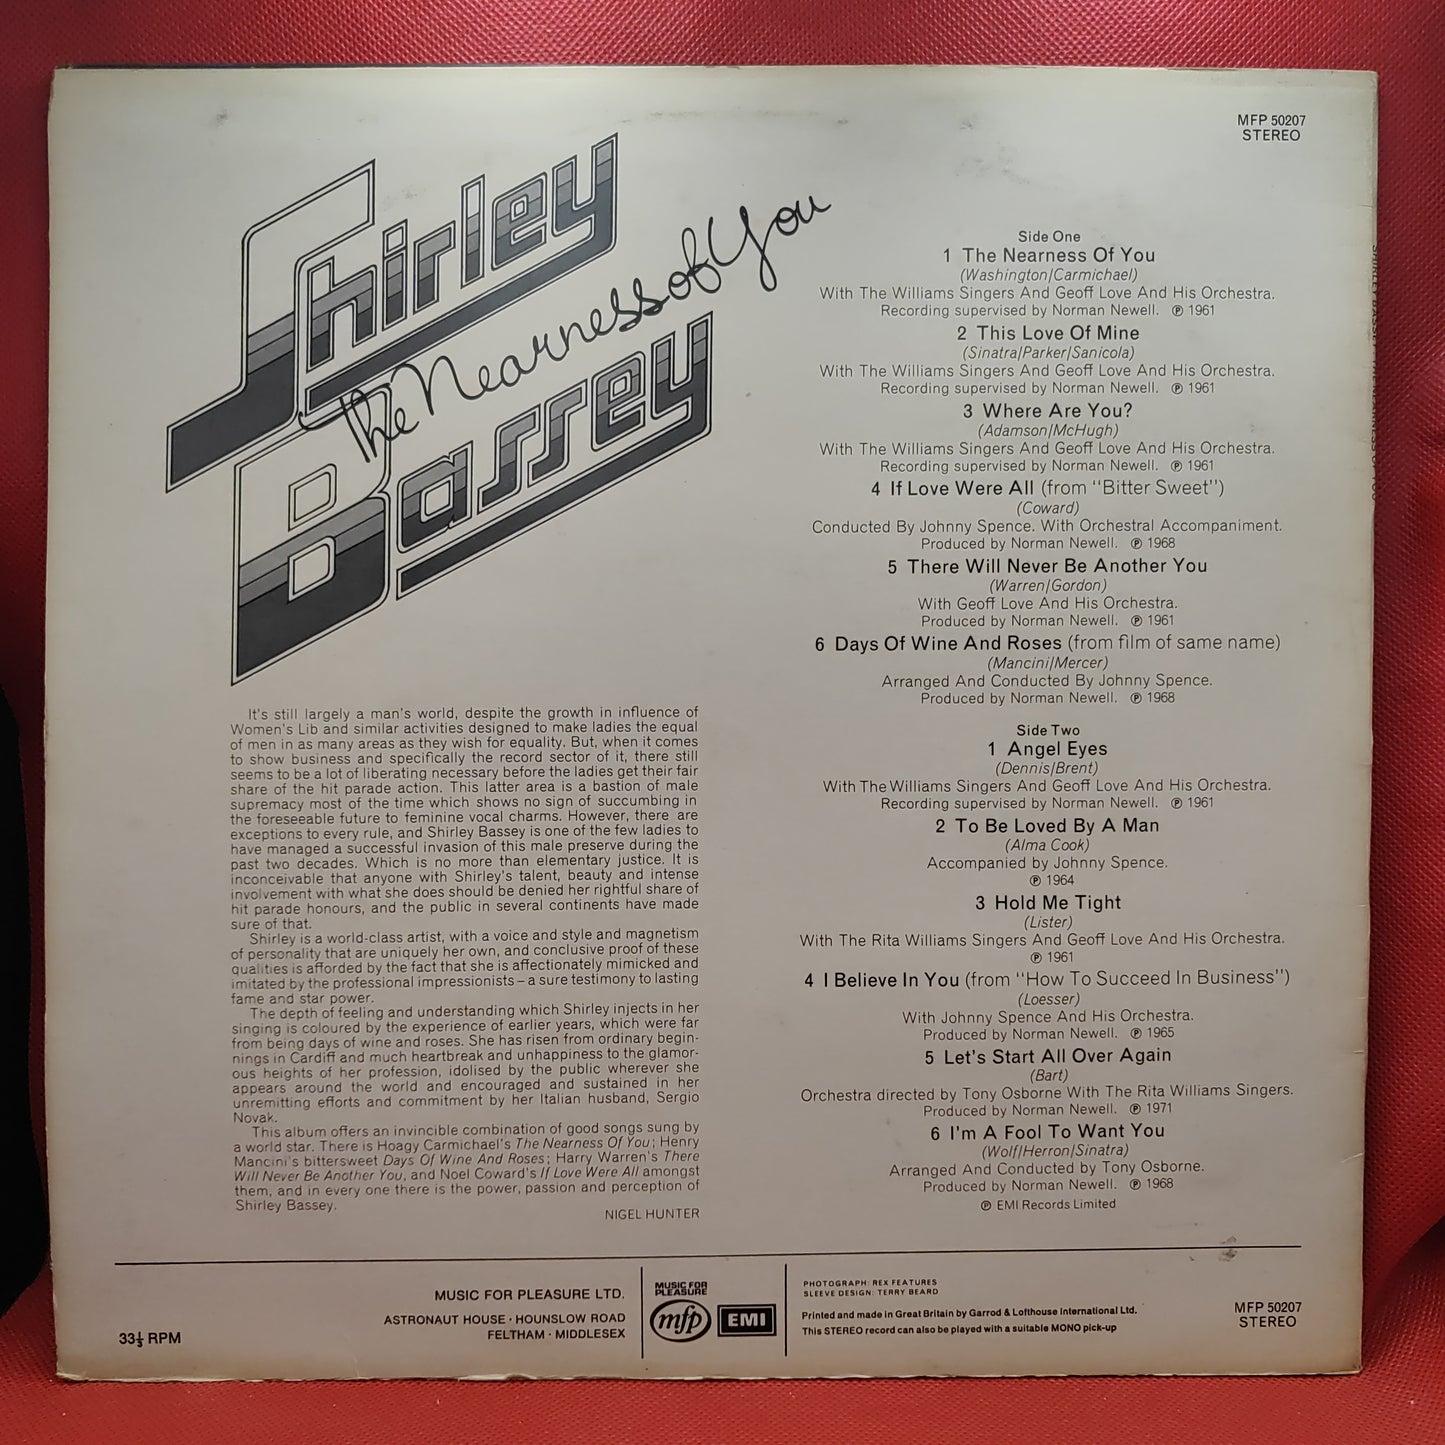 MFP 50207
STEREO
Shirley
Bassey
The Nearness of You
Side One
1 The Nearness Of You
(Washington/Carmichael)
With The Williams Singers And Geoff Love And His Orchestra.
Recording supervised by Norman Newell. ℗ 1961
2 This Love Of Mine
(Sinatra/Parker/Sanicola)
With The Williams Singers And Geoff Love And His Orchestra.
Recording supervised by Norman Newell. ℗ 1961
3 Where Are You?
(Adamson/McHugh)
With The Williams Singers And Geoff Love And His Orchestra.
Recording supervised by Norman Newell. ℗ 1961
4 If Love Were All (from "Bitter Sweet")
(Coward)
Conducted By Johnny Spence. With Orchestral Accompaniment.
Produced by Norman Newell. ℗ 1968
5 There Will Never Be Another You
(Warren/Gordon)
With Geoff Love And His Orchestra.
Produced by Norman Newell. ℗ 1961
6 Days Of Wine And Roses (from film of same name)
(Mancini/Mercer)
Arranged And Conducted By Johnny Spence.
Produced by Norman Newell. ℗ 1968
Side Two
1 Angel Eyes
(Dennis/Brent)
With The Williams Singers And Geoff Love And His Orchestra.
Recording supervised by Norman Newell. ℗ 1961
2 To Be Loved By A Man
(Alma Cook)
Accompanied by Johnny Spence.
℗ 1964
3 Hold Me Tight
(Lister)
With The Rita Williams Singers And Geoff Love And His Orchestra.
℗ 1961
4 I Believe In You (from "How To Succeed In Business")
(Loesser)
With Johnny Spence And His Orchestra.
Produced by Norman Newell. ℗ 1965
5 Let's Start All Over Again
(Bart)
Orchestra directed by Tony Osborne With The Rita Williams Singers.
Produced by Norman Newell. ℗ 1971
6 I'm A Fool To Want You
(Wolf/Herron/Sinatra)
Arranged And Conducted by Tony Osborne.
Produced by Norman Newell. ℗ 1968
℗ EMI Records Limited
It's still largely a man's world, despite the growth in influence of
Women's Lib and similar activities designed to make ladies the equal
of men in as many areas as they wish for equality. But, when it comes
to show business and specifically the record sector of it, there still
seems to be a lot of liberating necessary before the ladies get their fair
share of the hit parade action. This latter area is a bastion of male
supremacy most of the time which shows no sign of succumbing in
the foreseeable future to feminine vocal charms. However, there are
exceptions to every rule, and Shirley Bassey is one of the few ladies to
have managed a successful invasion of this male preserve during the
past two decades. Which is no more than elementary justice. It is
inconceivable that anyone with Shirley's talent, beauty and intense
involvement with what she does should be denied her rightful share of
hit parade honours, and the public in several continents have made
sure of that.
Shirley is a world-class artist, with a voice and style and magnetism
of personality that are uniquely her own, and conclusive proof of these
qualities is afforded by the fact that she is affectionately mimicked and
imitated by the professional impressionists – a sure testimony to lasting
fame and star power.
The depth of feeling and understanding which Shirley injects in her
singing is coloured by the experience of earlier years, which were far
from being days of wine and roses. She has risen from ordinary begin-
nings in Cardiff and much heartbreak and unhappiness to the glamor-
ous heights of her profession, idolised by the public wherever she
appears around the world and encouraged and sustained in her
unremitting efforts and commitment by her Italian husband, Sergio
Novak.
This album offers an invincible combination of good songs sung by
a world star. There is Hoagy Carmichael's The Nearness Of You; Henry
Mancini's bittersweet Days Of Wine And Roses; Harry Warren's There
Will Never Be Another You, and Noel Coward's If Love Were All amongst
them, and in every one there is the power, passion and perception of
Shirley Bassey.
NIGEL HUNTER
33⅓ RPM
MUSIC FOR PLEASURE LTD.
ASTRONAUT HOUSE · HOUNSLOW ROAD
FELTHAM · MIDDLESEX
MUSIC FOR
PLEASURE
mfp
EMI
PHOTOGRAPH: REX FEATURES
SLEEVE DESIGN: TERRY BEARD
Printed and made in Great Britain by Garrod & Lofthouse International Ltd.
This STEREO record can also be played with a suitable MONO pick-up
MFP 50207
STEREO